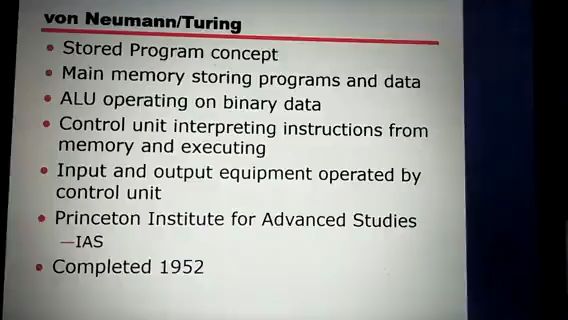 von Neumann/Turing
Stored Program concept
Main memory storing programs and data
ALU operating on binary data
Control unit interpreting instructions from
memory and executing
Input and output equipment operated by
control unit
Princeton Institute for Advanced Studies
—IAS
Completed 1952